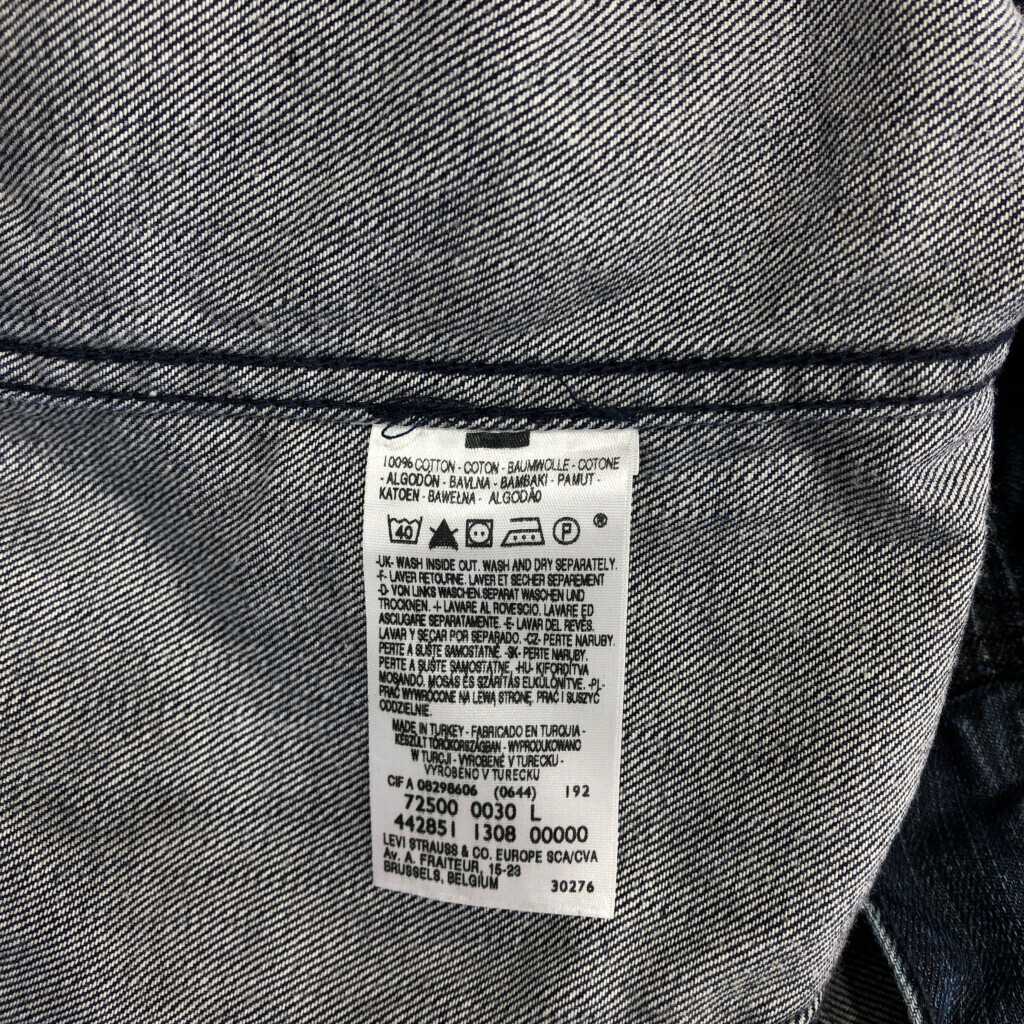 100% COTTON - COTON - BAUMWOLLE - COTONE
- ALGODÓN - BAVLNA - BAMBAKI - PAMUT -
KATOEN - BAWEŁNA - ALGODÃO
40 P ®
-UK- WASH INSIDE OUT. WASH AND DRY SEPARATELY.
-F- LAVER RETOURNE. LAVER ET SECHER SEPAREMENT
-D- VON LINKS WASCHEN.SEPARAT WASCHEN UND
TROCKNEN. -I- LAVARE AL ROVESCIO. LAVARE ED
ASCIUGARE SEPARATAMENTE. -E- LAVAR DEL REVÉS.
LAVAR Y SECAR POR SEPARADO. -CZ- PERTE NARUBY.
PERTE A SUŠTE SAMOSTATNĚ. -SK- PERTE NARUBY.
PERTE A SUŠTE SAMOSTATNE. -HU- KIFORDÍTVA
MOSANDÓ. MOSÁS ÉS SZÁRÍTÁS ELKÜLÖNÍTVE. -PL-
PRAĆ WYWRÓCONE NA LEWĄ STRONĘ. PRAĆ I SUSZYĆ
ODDZIELNIE.
MADE IN TURKEY - FABRICADO EN TURQUIA -
KÉSZÜLT TÖRÖKORSZÁGBAN - WYPRODUKOWANO
W TURCJI - VYROBENÉ V TURECKU -
VYROBENO V TURECKU
CIF A 08298606 (0644) 192
72500 0030 L
442851 1308 00000
LEVI STRAUSS & CO. EUROPE SCA/CVA
Av. A. FRAITEUR, 15-23
BRUSSELS, BELGIUM 30276